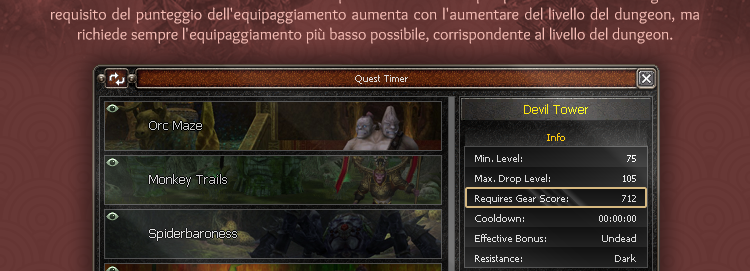 requisito del punteggio dell'equipaggiamento aumenta con l'aumentare del livello del dungeon, ma
richiede sempre l'equipaggiamento più basso possibile, corrispondente al livello del dungeon.
Quest Timer
Orc Maze
Monkey Trails
Spiderbaroness
Devil Tower
Info
Min. Level: 75
Max. Drop Level: 105
Requires Gear Score: 712
Cooldown: 00:00:00
Effective Bonus: Undead
Resistance: Dark